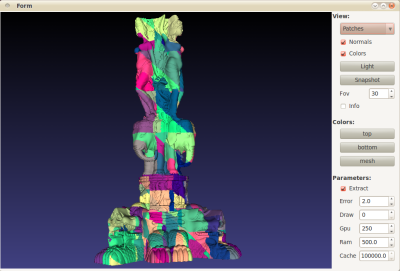 Form
View:
Patches
Normals
Colors
Light
Snapshot
Fov 30
Info
Colors:
top
bottom
mesh
Parameters:
Extract
Error 2.0
Draw 0
Gpu 250
Ram 500.0
Cache 100000.0